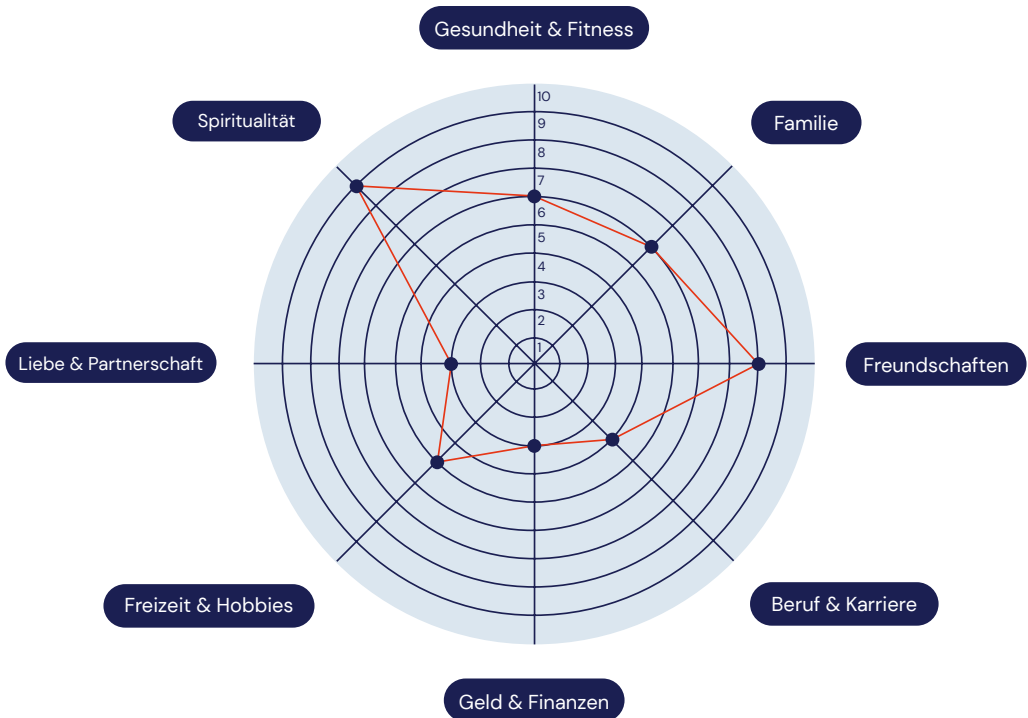 Gesundheit & Fitness
Spiritualität
Familie
10
9
8
7
6
5
4
3
2
1
Liebe & Partnerschaft
Freundschaften
Freizeit & Hobbies
Beruf & Karriere
Geld & Finanzen